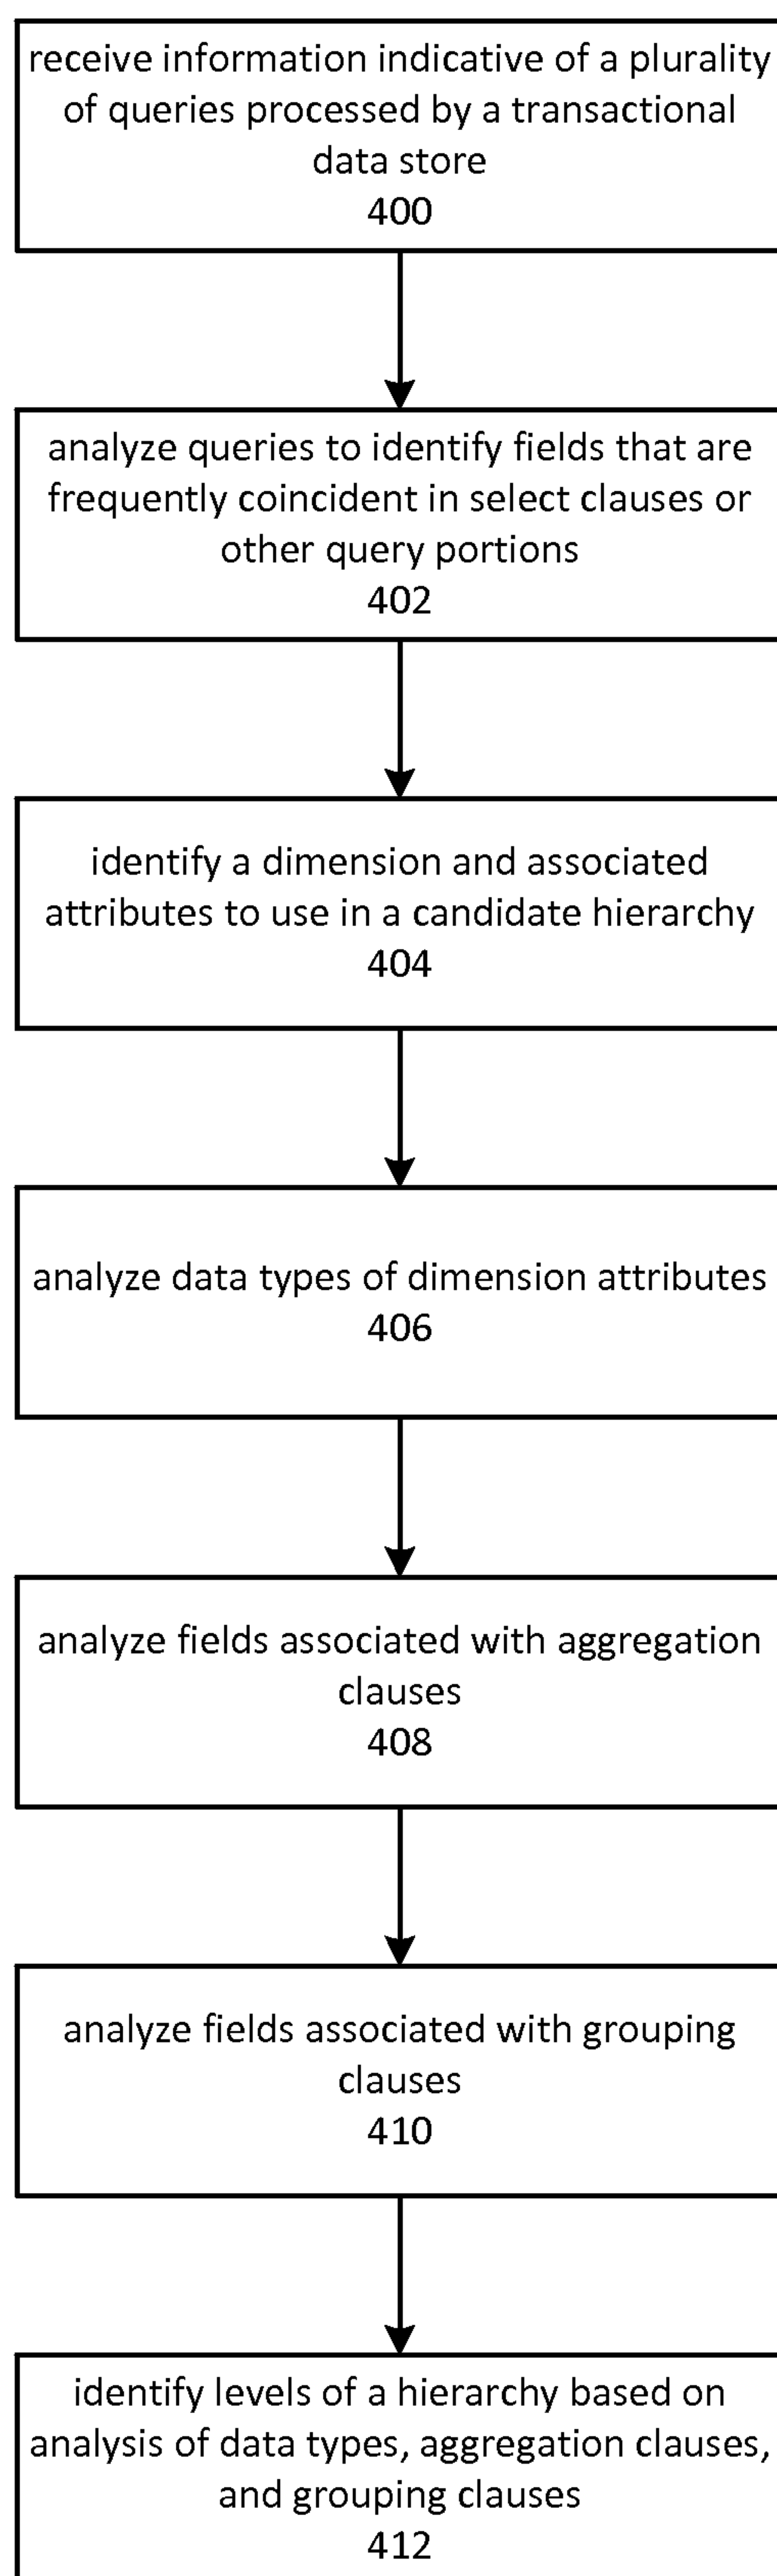 receive information indicative of a plurality
of queries processed by a transactional
data store
400
analyze queries to identify fields that are
frequently coincident in select clauses or
other query portions
402
identify a dimension and associated
attributes to use in a candidate hierarchy
404
analyze data types of dimension attributes
406
analyze fields associated with aggregation
clauses
408
analyze fields associated with grouping
clauses
410
identify levels of a hierarchy based on
analysis of data types, aggregation clauses,
and grouping clauses
412